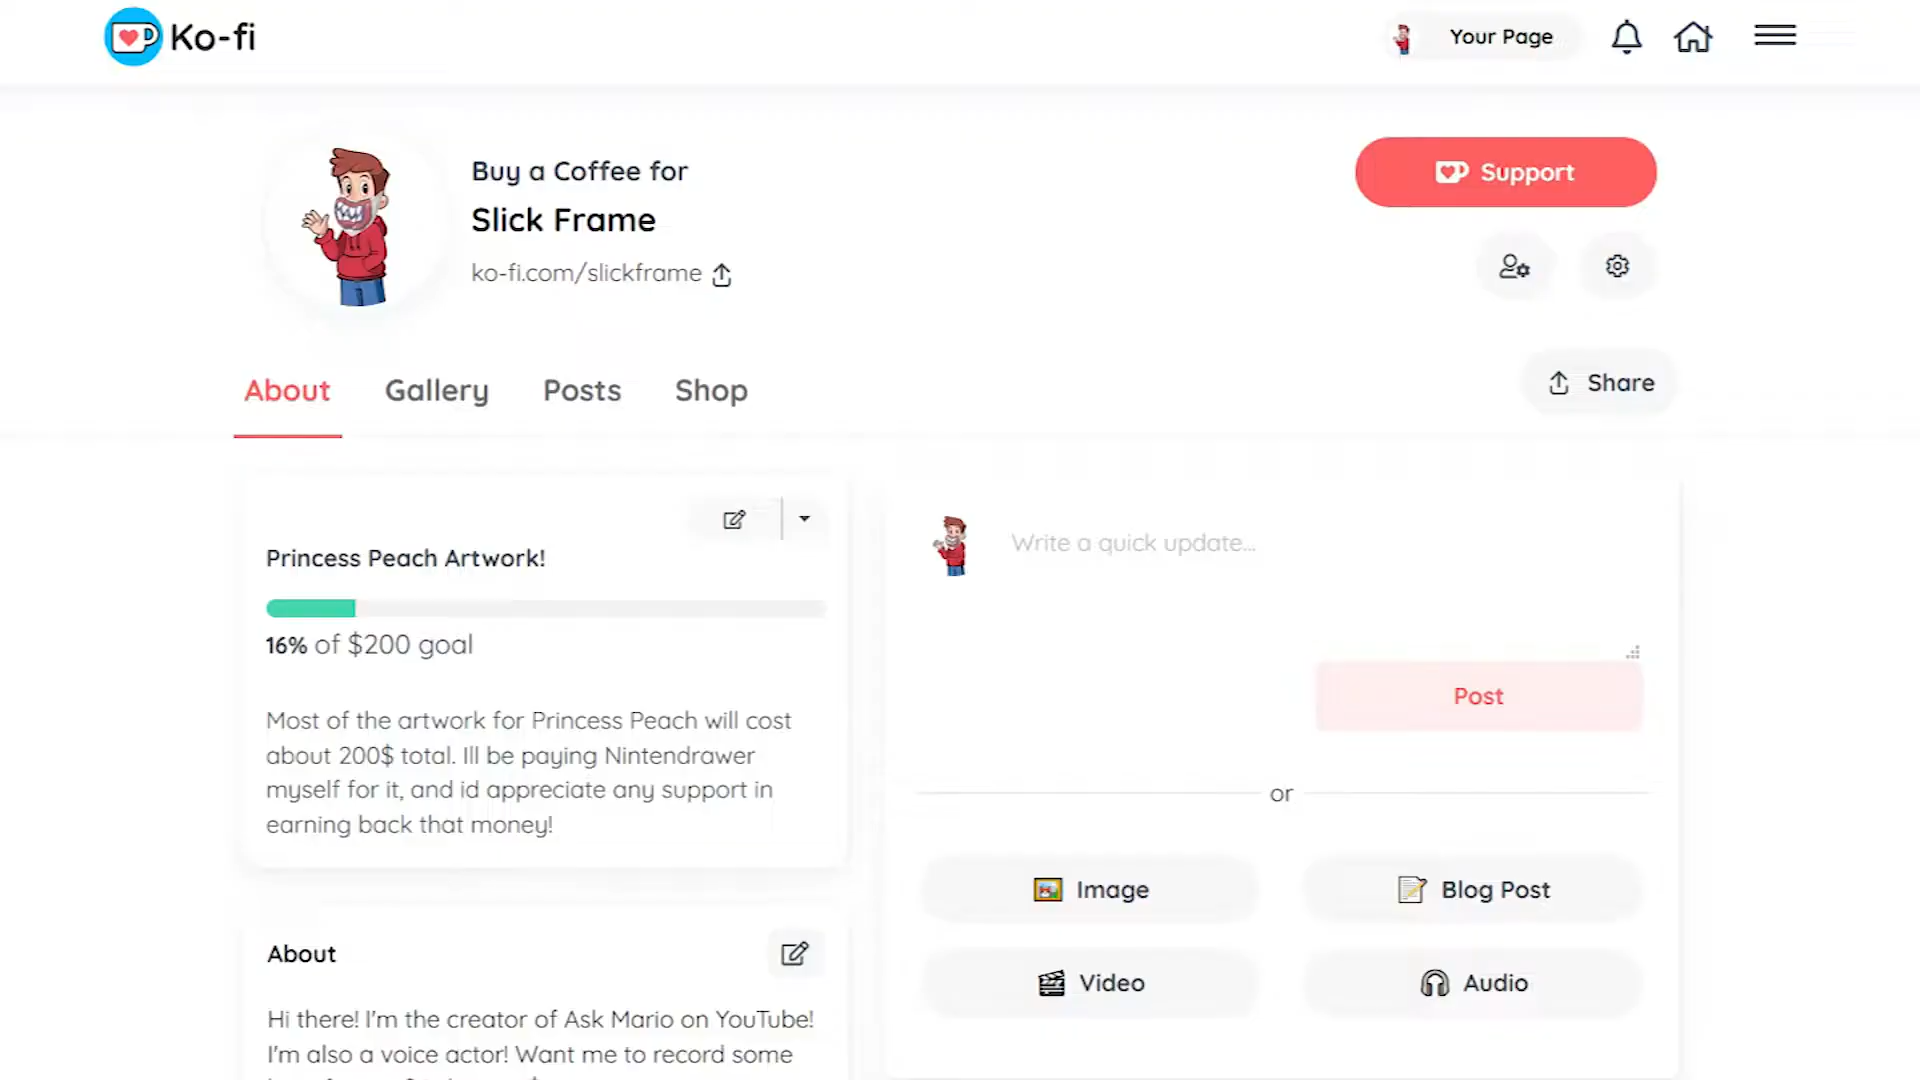 Ko-fi
Your Page
Buy a Coffee for
Slick Frame
ko-fi.com/slickframe
Support
About
Gallery
Posts
Shop
Share
Princess Peach Artwork!
16% of $200 goal
Most of the artwork for Princess Peach will cost
about 200$ total. Ill be paying Nintendrawer
myself for it, and id appreciate any support in
earning back that money!
About
Hi there! I'm the creator of Ask Mario on YouTube!
I'm also a voice actor! Want me to record some
Write a quick update...
Post
or
Image
Blog Post
Video
Audio